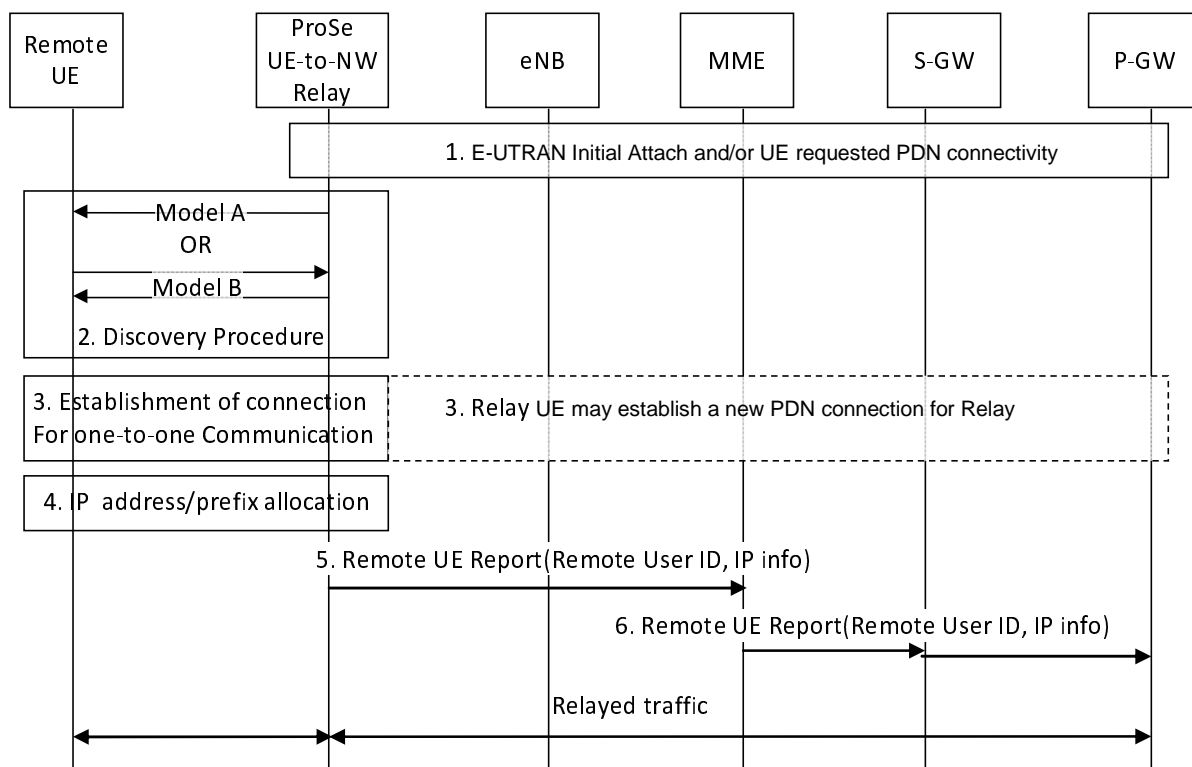 Remote
UE
ProSe
UE-to-NW
Relay
eNB
MME
S-GW
P-GW
1. E-UTRAN Initial Attach and/or UE requested PDN connectivity
Model A
OR
Model B
2. Discovery Procedure
3. Establishment of connection
For one-to-one Communication
3. Relay UE may establish a new PDN connection for Relay
4. IP address/prefix allocation
5. Remote UE Report(Remote User ID, IP info)
6. Remote UE Report(Remote User ID, IP info)
Relayed traffic